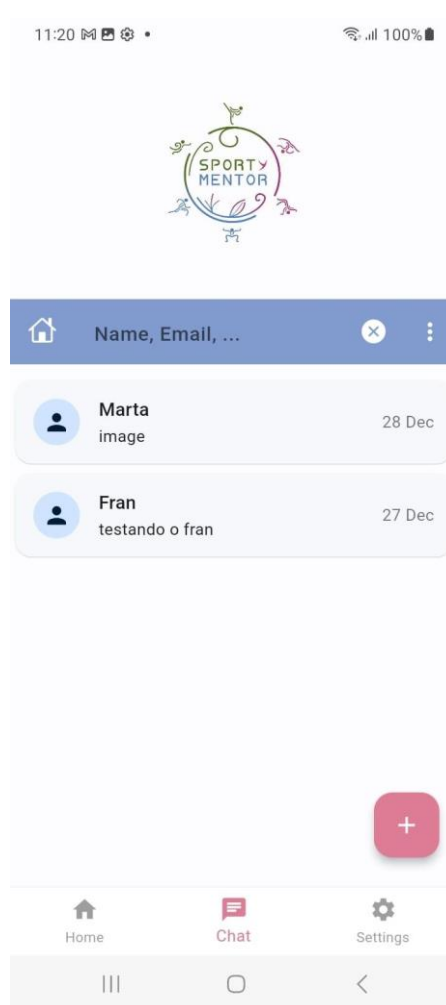 11:20
100%
SPORTY
MENTOR
Name, Email, ...
Marta
28 Dec
image
Fran
27 Dec
testando o fran
Home
Chat
Settings